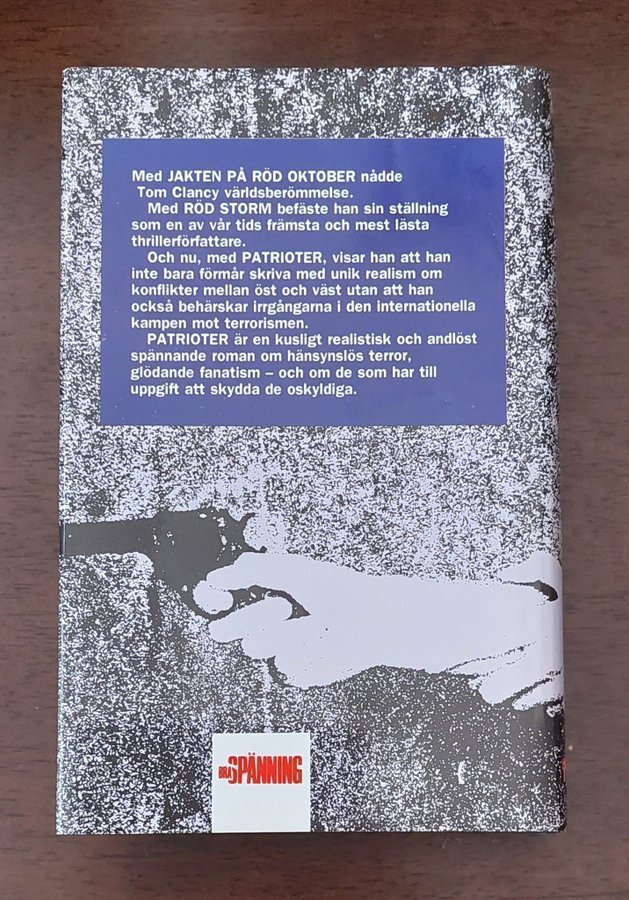 Med JAKTEN PÅ RÖD OKTOBER nådde
Tom Clancy världsberömmelse.
Med RÖD STORM befäste han sin ställning
som en av vår tids främsta och mest lästa
thrillerförfattare.
Och nu, med PATRIOTER, visar han att han
inte bara förmår skriva med unik realism om
konflikter mellan öst och väst utan att han
också behärskar irrgångarna i den internationella
kampen mot terrorismen.
PATRIOTER är en kusligt realistisk och andlöst
spännande roman om hänsynslös terror,
glödande fanatism – och om de som har till
uppgift att skydda de oskyldiga.
BRA SPÄNNING